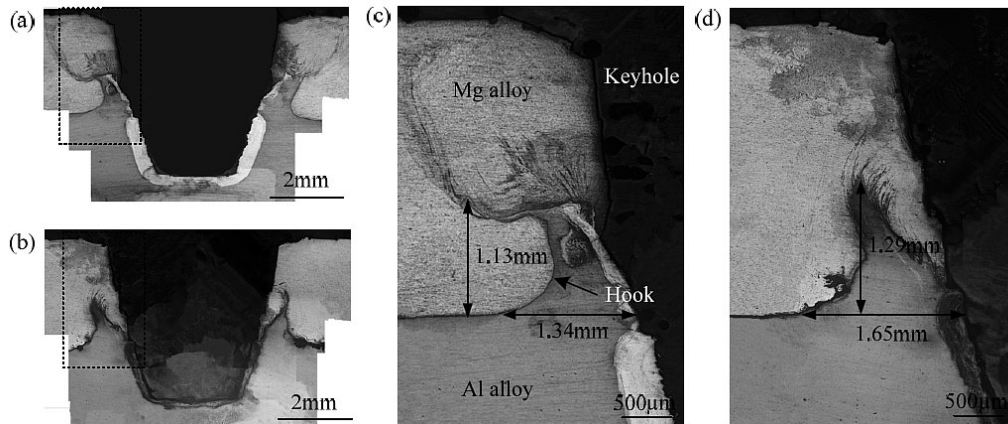 (a)
2mm
(b)
2mm
(c)
Mg alloy
Keyhole
1.13mm
Hook
1.34mm
Al alloy
500μm
(d)
1.29mm
1.65mm
500μm